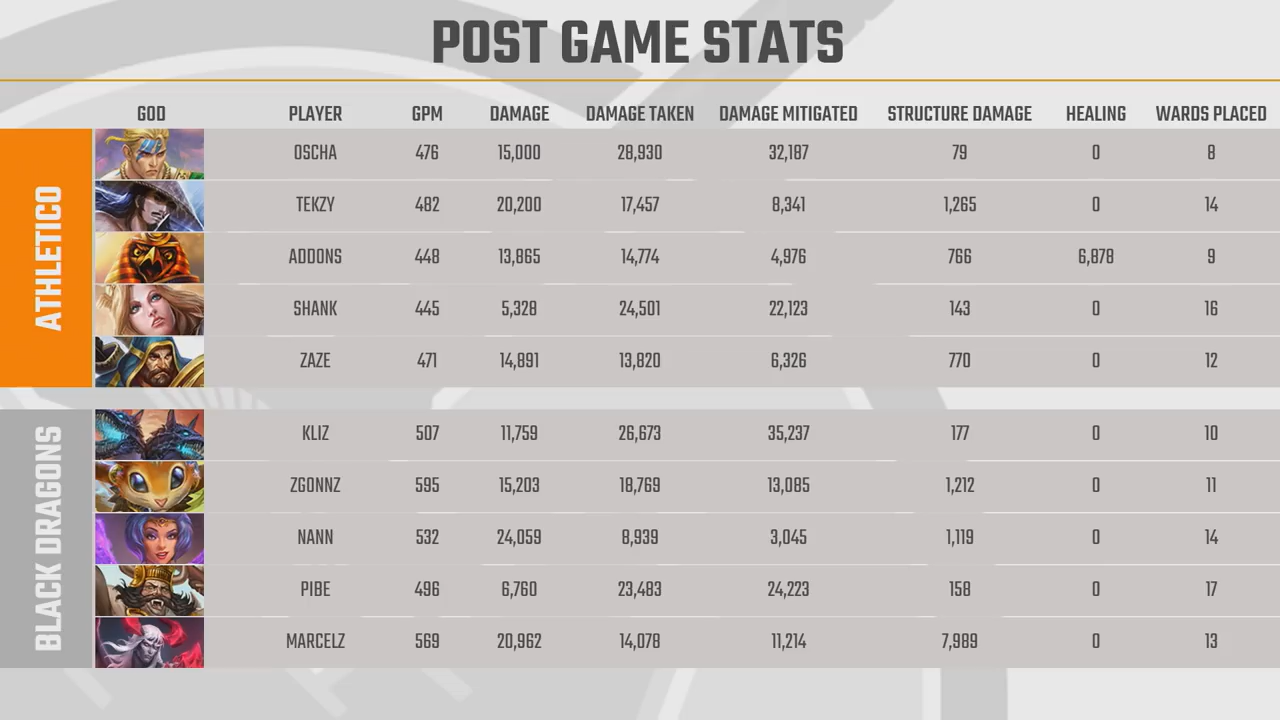 POST GAME STATS
GOD PLAYER GPM DAMAGE DAMAGE TAKEN DAMAGE MITIGATED STRUCTURE DAMAGE HEALING WARDS PLACED
ATHLETICO
OSCHA 476 15,000 28,930 32,187 79 0 8
TEKZY 482 20,200 17,457 8,341 1,265 0 14
ADDONS 448 13,865 14,774 4,976 766 6,878 9
SHANK 445 5,328 24,501 22,123 143 0 16
ZAZE 471 14,891 13,820 6,326 770 0 12
BLACK DRAGONS
KLIZ 507 11,759 26,673 35,237 177 0 10
ZGONNZ 595 15,203 18,769 13,085 1,212 0 11
NANN 532 24,059 8,939 3,045 1,119 0 14
PIBE 496 6,760 23,483 24,223 158 0 17
MARCELZ 569 20,962 14,078 11,214 7,989 0 13